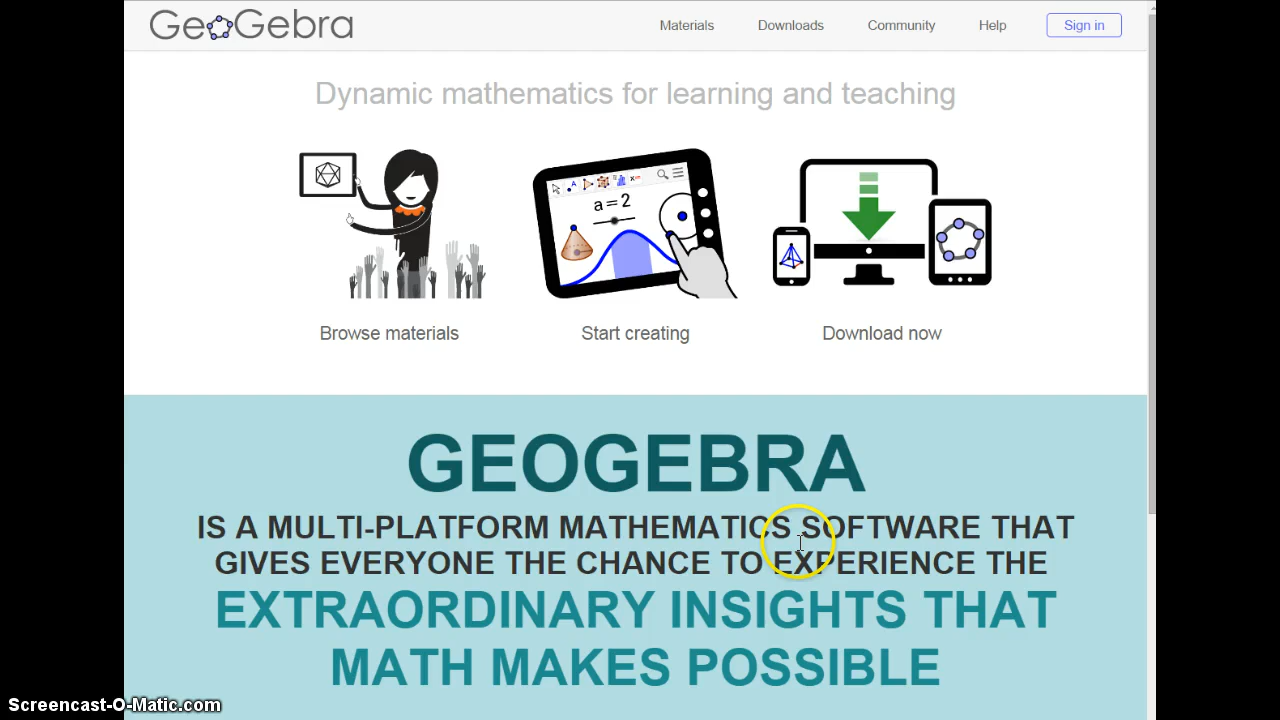 GeoGebra
Materials Downloads Community Help Sign in
Dynamic mathematics for learning and teaching
a = 2
Browse materials Start creating Download now
GEOGEBRA
IS A MULTI-PLATFORM MATHEMATICS SOFTWARE THAT
GIVES EVERYONE THE CHANCE TO EXPERIENCE THE
EXTRAORDINARY INSIGHTS THAT
MATH MAKES POSSIBLE
Screencast-O-Matic.com